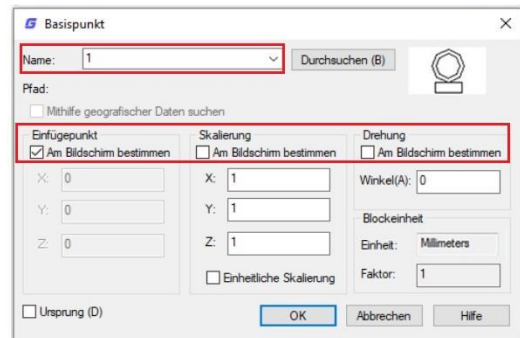 Basispunkt
Name: 1 Durchsuchen (B)
Pfad:
Mithilfe geografischer Daten suchen
Einfügepunkt Skalierung Drehung
Am Bildschirm bestimmen Am Bildschirm bestimmen Am Bildschirm bestimmen
X: 0 X: 1 Winkel(A): 0
Y: 0 Y: 1 Blockeinheit
Z: 0 Z: 1 Einheit: Millimeters
Einheitliche Skalierung Faktor: 1
Ursprung (D) OK Abbrechen Hilfe